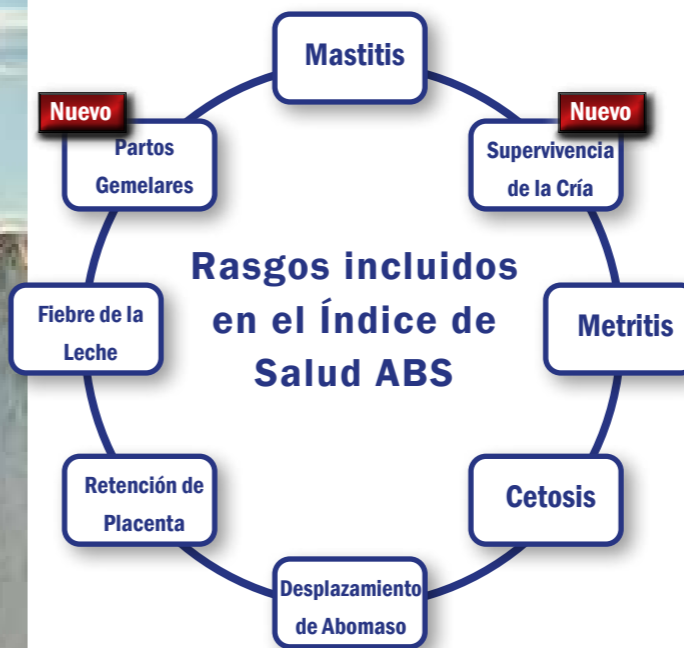 Mastitis
Nuevo
Partos
Gemelares
Nuevo
Supervivencia
de la Cría
Rasgos incluidos
en el Índice de
Salud ABS
Fiebre de la
Leche
Metritis
Retención de
Placenta
Cetosis
Desplazamiento
de Abomaso